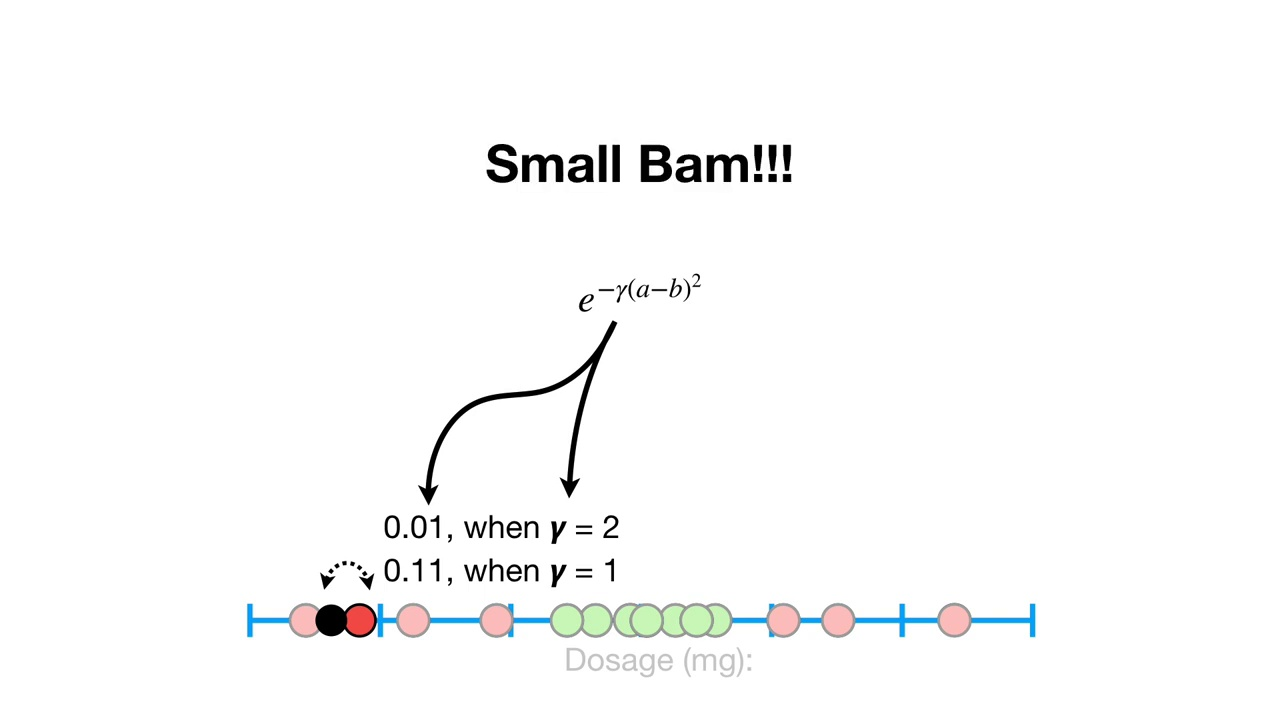 Small Bam!!!
e^{−γ(a−b)^2}
0.01, when γ = 2
0.11, when γ = 1
Dosage (mg):